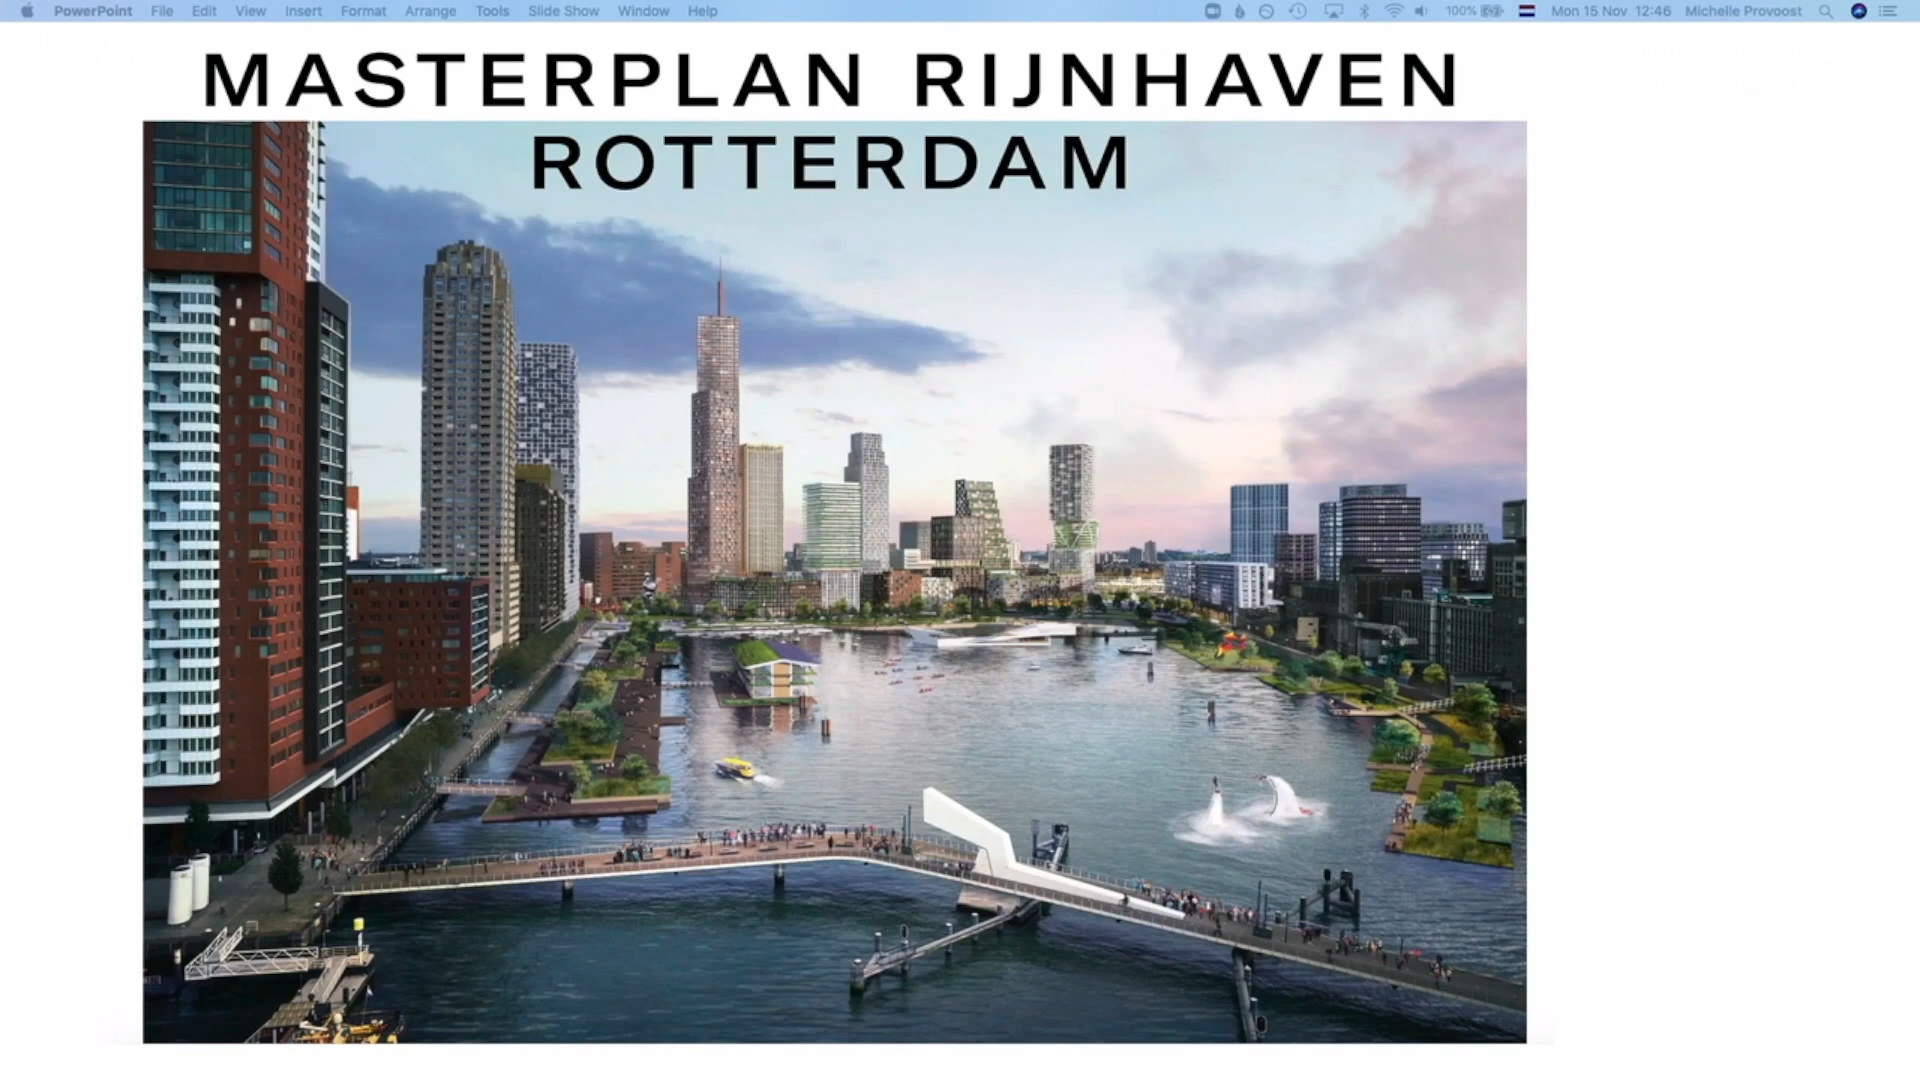 PowerPoint File Edit View Insert Format Arrange Tools Slide Show Window Help 100% Mon 15 Nov 12:46 Michelle Provoost
MASTERPLAN RIJNHAVEN
ROTTERDAM